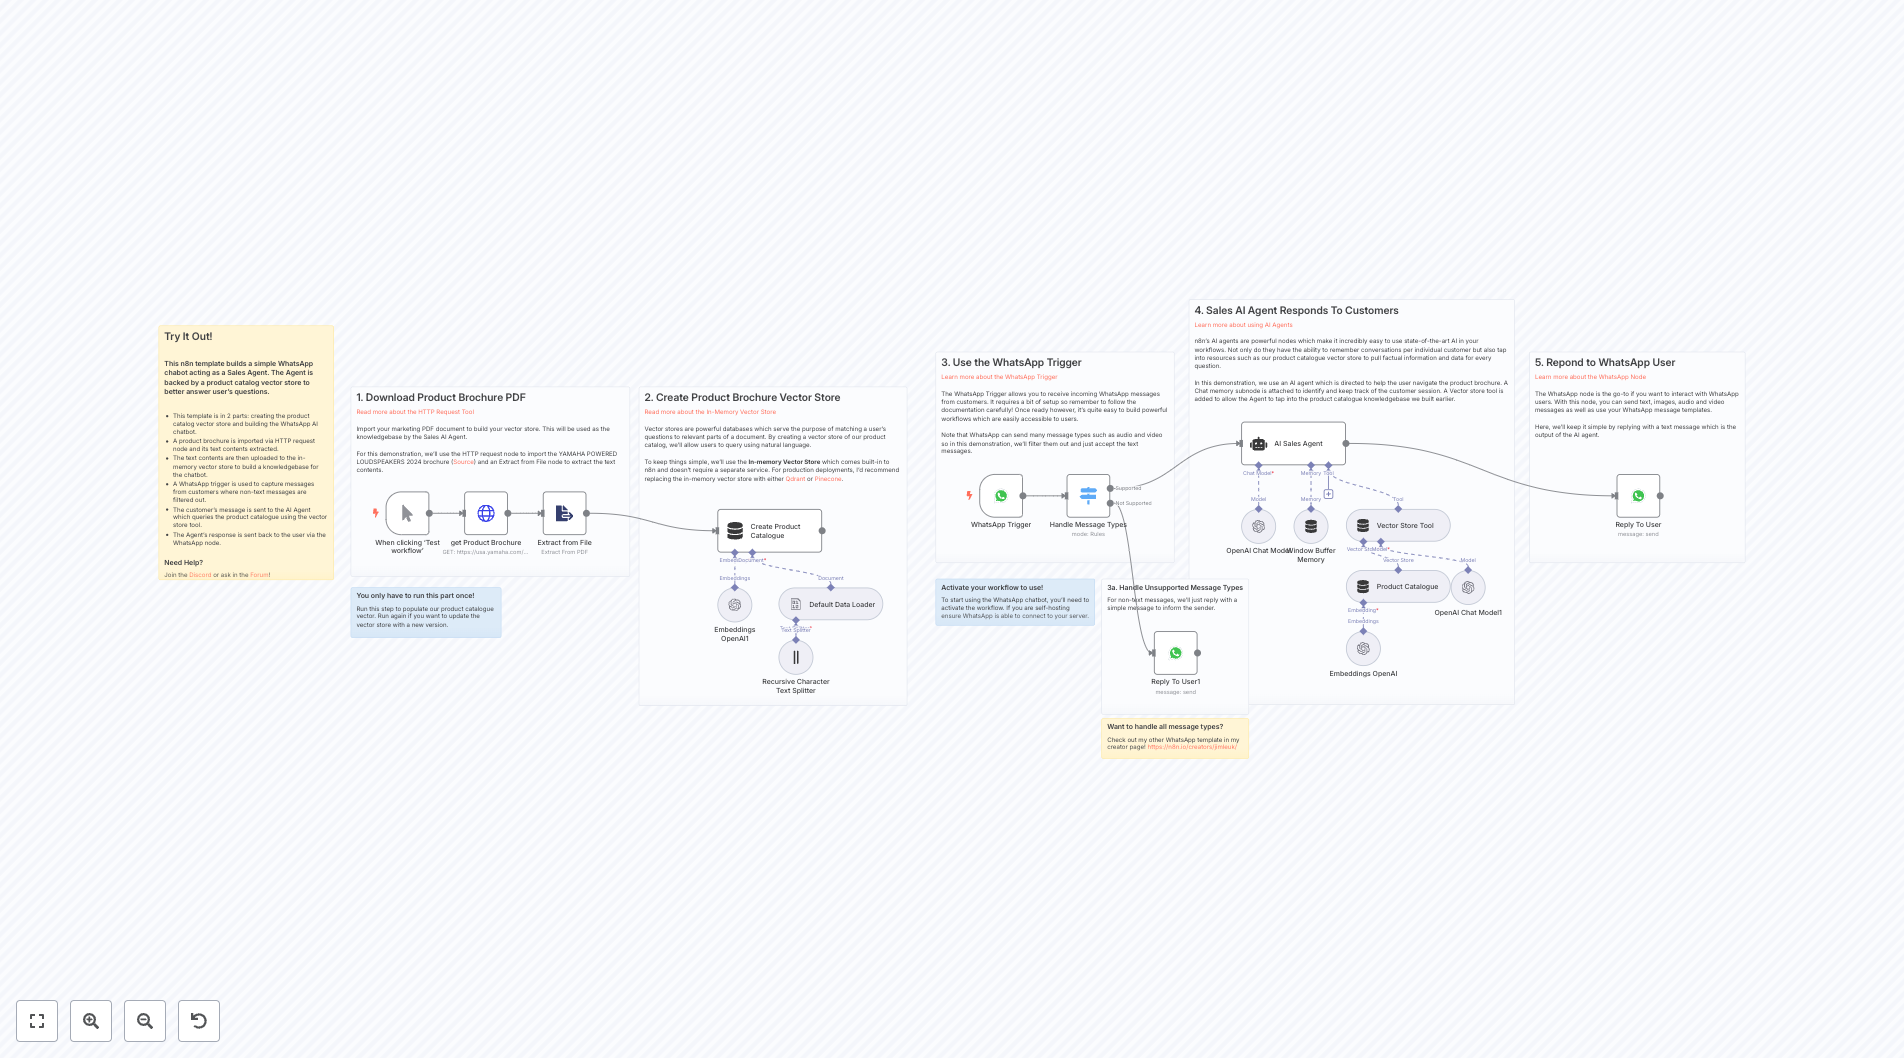 Try It Out!
This n8n template builds a simple WhatsApp
chabot acting as a Sales Agent. The Agent is
backed by a product catalog vector store to
better answer user's questions.
This template is in 2 parts: creating the product
catalog vector store and building the WhatsApp AI
chatbot.
A product brochure is imported via HTTP request
node and its text contents extracted.
The text contents are then uploaded to the in-
memory vector store to build a knowledgebase for
the chatbot.
A WhatsApp trigger is used to capture messages
from customers where non-text messages are
filtered out.
The customer's message is sent to the AI Agent
which queries the product catalogue using the vector
store tool.
The Agent's response is sent back to the user via the
WhatsApp node.
Need Help?
Join the Discord or ask in the Forum!
1. Download Product Brochure PDF
Read more about the HTTP Request Tool
Import your marketing PDF document to build your vector store. This will be used as the
knowledgebase by the Sales AI Agent.
For this demonstration, we'll use the HTTP request node to import the YAMAHA POWERED
LOUDSPEAKERS 2024 brochure (Source) and an Extract from File node to extract the text
contents.
When clicking 'Test
workflow'
get Product Brochure
GET: https://usa.yamaha.com/...
Extract from File
Extract From PDF
You only have to run this part once!
Run this step to populate our product catalogue
vector. Run again if you want to update the
vector store with a new version.
2. Create Product Brochure Vector Store
Read more about the In-Memory Vector Store
Vector stores are powerful databases which serve the purpose of matching a user's
questions to relevant parts of a document. By creating a vector store of our product
catalog, we'll allow users to query using natural language.
To keep things simple, we'll use the In-memory Vector Store which comes built-in to
n8n and doesn't require a separate service. For production deployments, I'd recommend
replacing the in-memory vector store with either Qdrant or Pinecone.
Create Product
Catalogue
Document*
Embeddings
Document
Embeddings
OpenAI1
Default Data Loader
Text Splitter
Recursive Character
Text Splitter
3. Use the WhatsApp Trigger
Learn more about the WhatsApp Trigger
The WhatsApp Trigger allows you to receive incoming WhatsApp messages
from customers. It requires a bit of setup so remember to follow the
documentation carefully! Once ready however, it's quite easy to build powerful
workflows which are easily accessible to users.
Note that WhatsApp can send many message types such as audio and video
so in this demonstration, we'll filter them out and just accept the text
messages.
WhatsApp Trigger
Handle Message Types
mode: Rules
Supported
Not Supported
Activate your workflow to use!
To start using the WhatsApp chatbot, you'll need to
activate the workflow. If you are self-hosting
ensure WhatsApp is able to connect to your server.
3a. Handle Unsupported Message Types
For non-text messages, we'll just reply with a
simple message to inform the sender.
Reply To User1
message: send
Want to handle all message types?
Check out my other WhatsApp template in my
creator page! https://n8n.io/creators/jimleuk/
4. Sales AI Agent Responds To Customers
Learn more about using AI Agents
n8n's AI agents are powerful nodes which make it incredibly easy to use state-of-the-art AI in your
workflows. Not only do they have the ability to remember conversations per individual customer but also tap
into resources such as our product catalogue vector store to pull factual information and data for every
question.
In this demonstration, we use an AI agent which is directed to help the user navigate the product brochure. A
Chat memory subnode is attached to identify and keep track of the customer session. A Vector store tool is
added to allow the Agent to tap into the product catalogue knowledge we built earlier.
AI Sales Agent
Chat Model*
Memory
Tool
Model
Memory
Tool
OpenAI Chat Model
Window Buffer
Memory
Vector Store Tool
Model*
Vector Store
Model
Product Catalogue
OpenAI Chat Model1
Embedding*
Embeddings
Embeddings OpenAI
5. Repond to WhatsApp User
Learn more about the WhatsApp Node
The WhatsApp node is the go-to if you want to interact with WhatsApp
users. With this node, you can send text, images, audio and video
messages as well as use your WhatsApp message templates.
Here, we'll keep it simple by replying with a text message which is the
output of the AI agent.
Reply To User
message: send